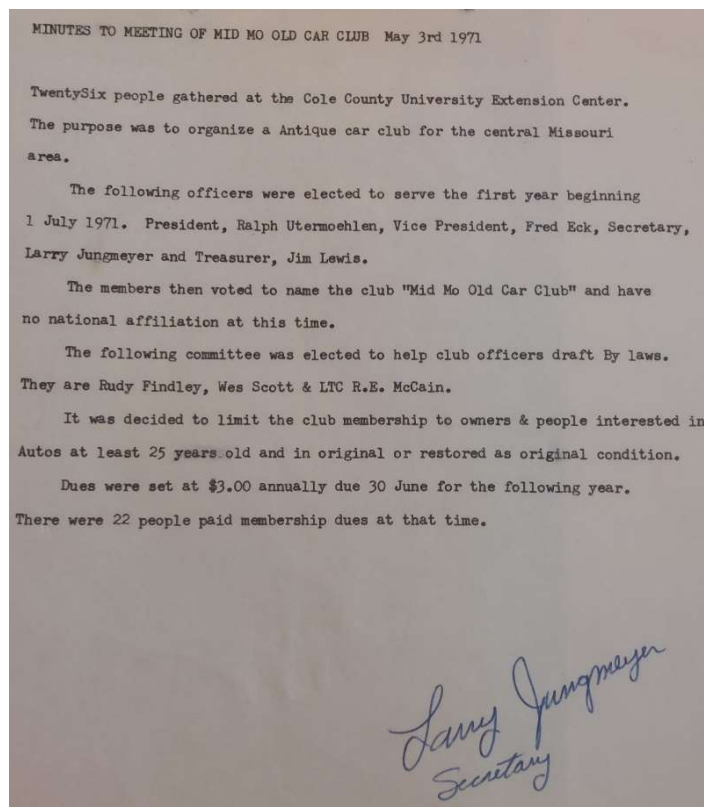 MINUTES TO MEETING OF MID MO OLD CAR CLUB May 3rd 1971
TwentySix people gathered at the Cole County University Extension Center.
The purpose was to organize a Antique car club for the central Missouri
area.
The following officers were elected to serve the first year beginning
1 July 1971. President, Ralph Utermoehlen, Vice President, Fred Eck, Secretary,
Larry Jungmeyer and Treasurer, Jim Lewis.
The members then voted to name the club "Mid Mo Old Car Club" and have
no national affiliation at this time.
The following committee was elected to help club officers draft By laws.
They are Rudy Findley, Wes Scott & LTC R.E. McCain.
It was decided to limit the club membership to owners & people interested in
Autos at least 25 years old and in original or restored as original condition.
Dues were set at $3.00 annually due 30 June for the following year.
There were 22 people paid membership dues at that time.
Larry Jungmeyer
Secretary